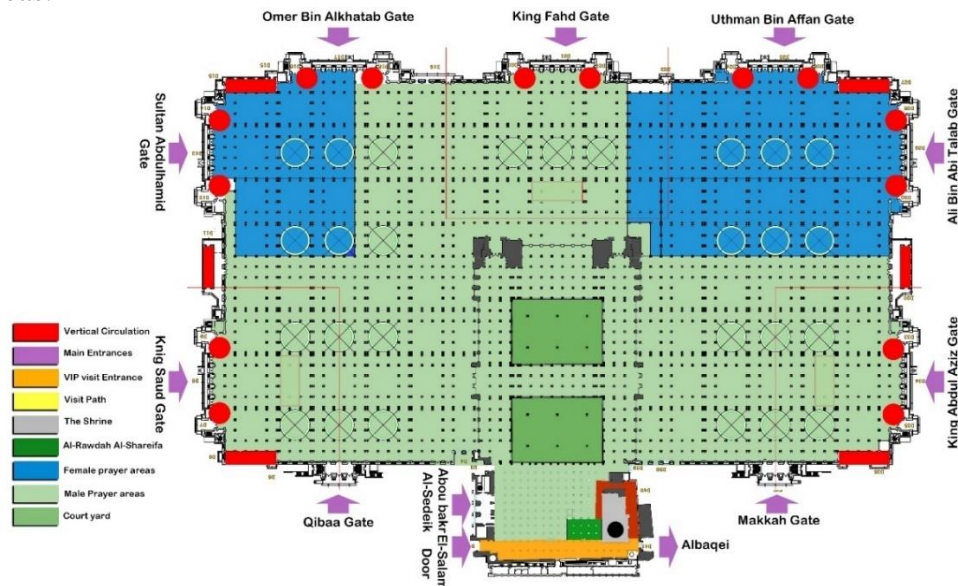 Omer Bin Alkhatab Gate
King Fahd Gate
Uthman Bin Affan Gate
Sultan Abdulhamid
Gate
Ali Bin Abi Talab Gate
Vertical Circulation
Main Entrances
VIP visit Entrance
Visit Path
The Shrine
Al-Rawdah Al-Shareifa
Female prayer areas
Male Prayer areas
Court yard
Knig Saud Gate
King Abdul Aziz Gate
Qibaa Gate
Abou bakr El-Salam
Al-Sedeik Door
Makkah Gate
Albaqei